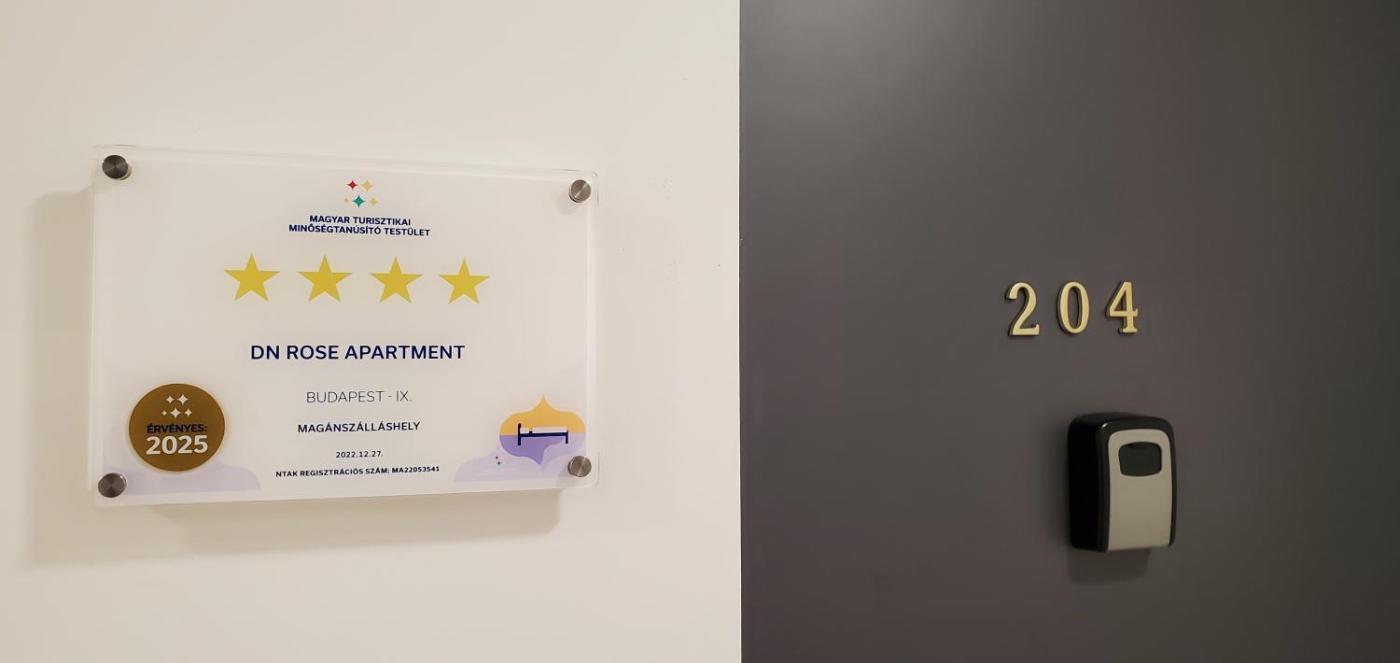 MAGYAR TURISZTIKAI
MINŐSÉGTANÚSÍTÓ TESTÜLET
DN ROSE APARTMENT
BUDAPEST - IX.
MAGÁNSZÁLLÁSHELY
2022.12.27.
NTAK REGISZTRÁCIÓS SZÁM: MA22053541
ÉRVÉNYES:
2025
204